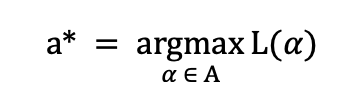 a* = argmax L(α)
α ∈ A